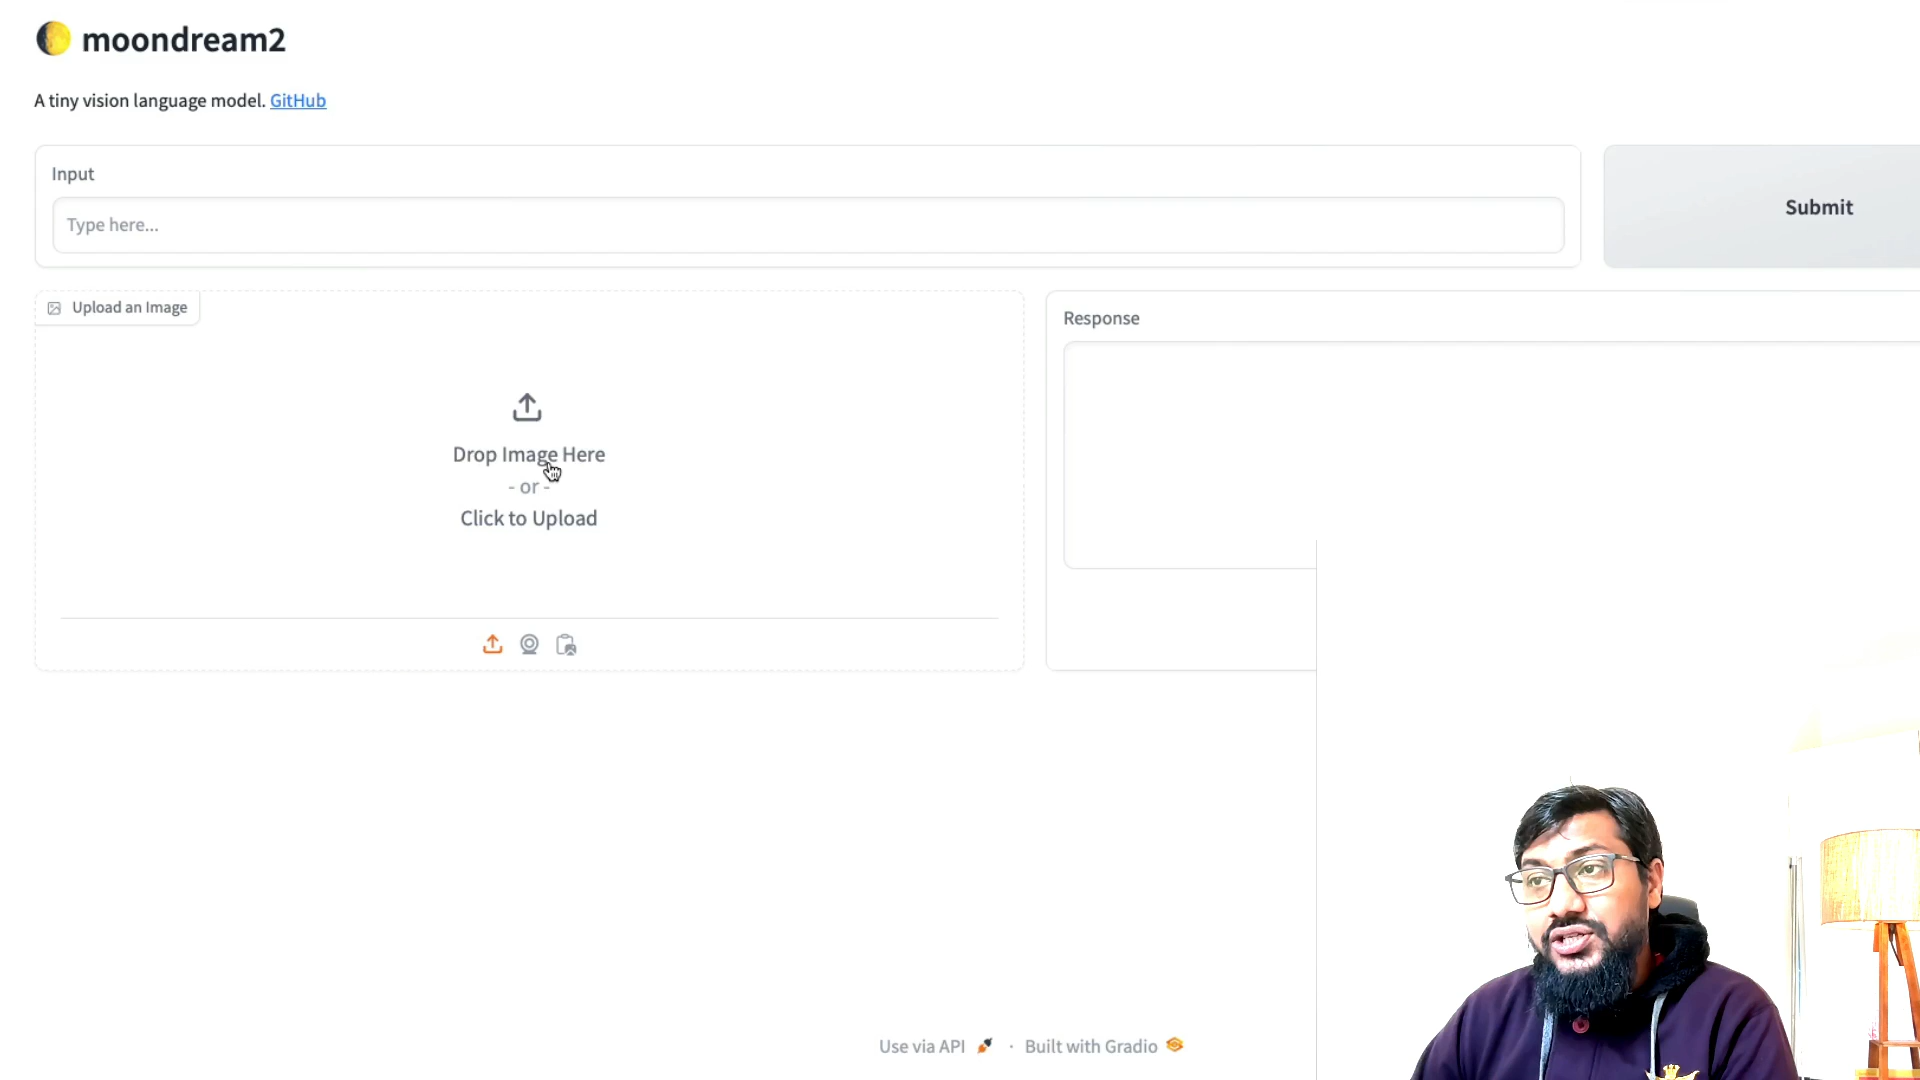 moondream2
A tiny vision language model. GitHub
Input
Type here...
Submit
Upload an Image
Response
Drop Image Here
- or -
Click to Upload
Use via API · Built with Gradio